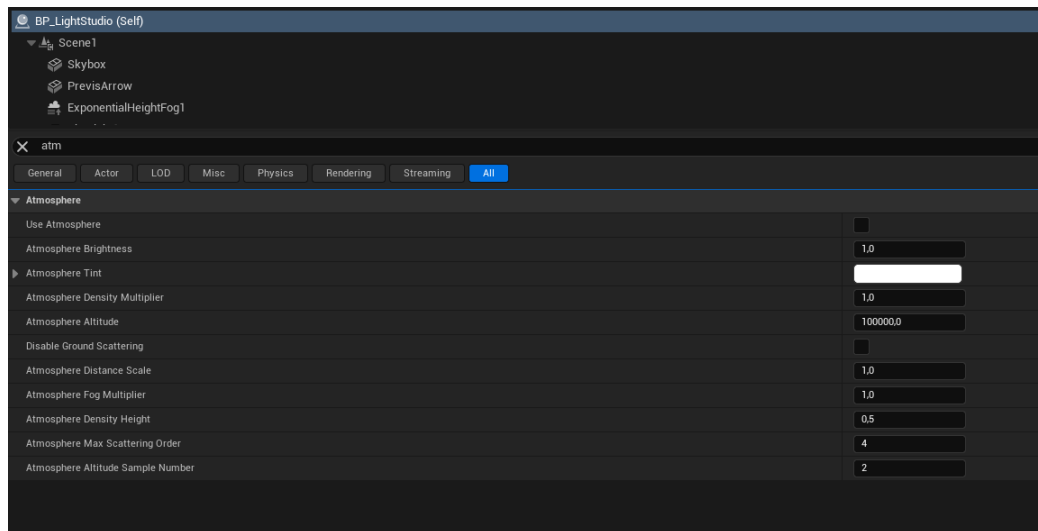 BP_LightStudio (Self)
Scene1
Skybox
PrevisArrow
ExponentialHeightFog1
atm
General Actor LOD Misc Physics Rendering Streaming All
Atmosphere
Use Atmosphere
Atmosphere Brightness 1,0
Atmosphere Tint
Atmosphere Density Multiplier 1,0
Atmosphere Altitude 100000,0
Disable Ground Scattering
Atmosphere Distance Scale 1,0
Atmosphere Fog Multiplier 1,0
Atmosphere Density Height 0,5
Atmosphere Max Scattering Order 4
Atmosphere Altitude Sample Number 2